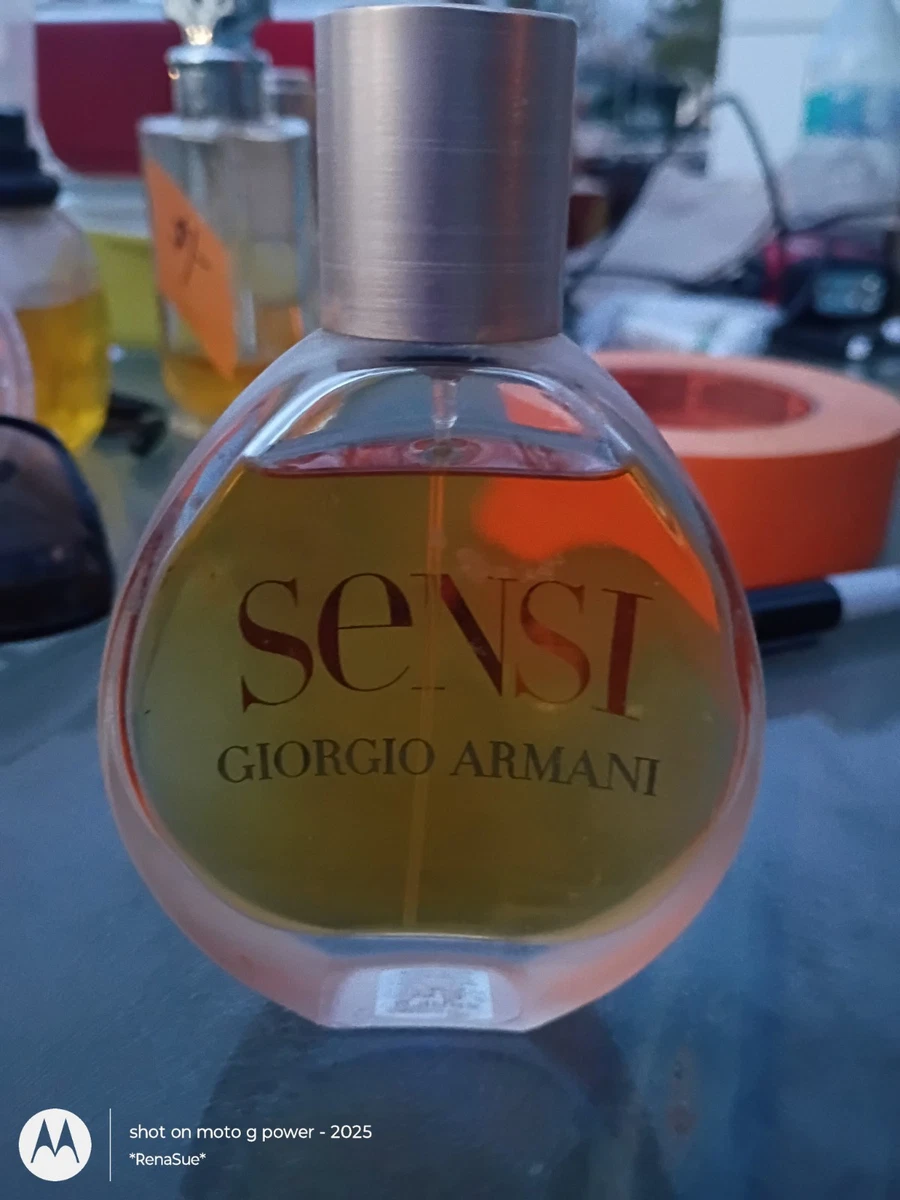 SeNSI
GIORGIO ARMANI
shot on moto g power - 2025
*RenaSue*